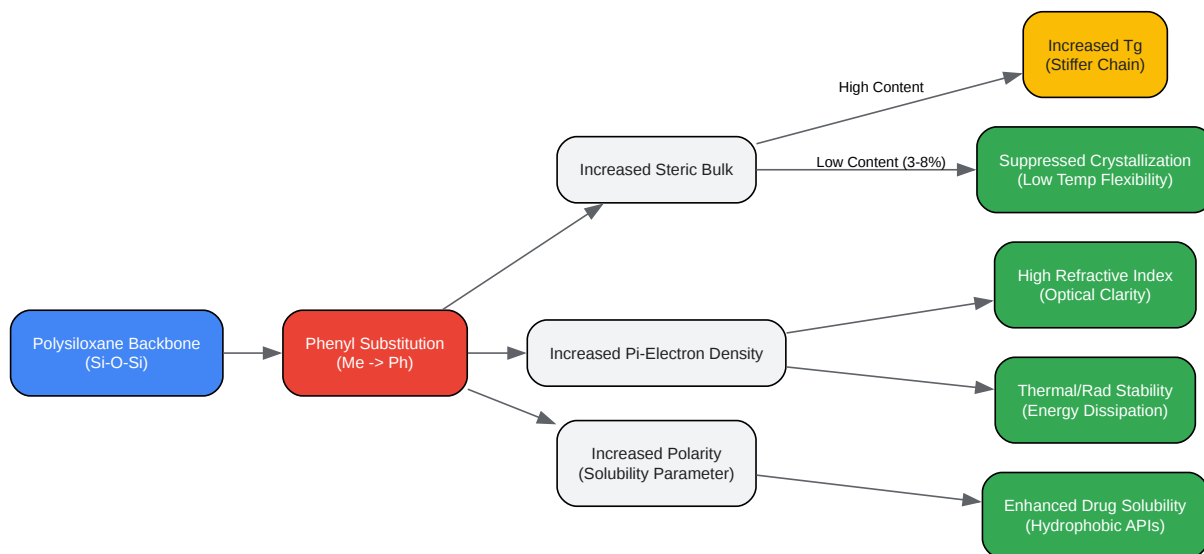 Polysiloxane Backbone
(Si-O-Si)
Phenyl Substitution
(Me -> Ph)
Increased Steric Bulk
Increased Pi-Electron Density
Increased Polarity
(Solubility Parameter)
High Content
Low Content (3-8%)
Increased Tg
(Stiffer Chain)
Suppressed Crystallization
(Low Temp Flexibility)
High Refractive Index
(Optical Clarity)
Thermal/Rad Stability
(Energy Dissipation)
Enhanced Drug Solubility
(Hydrophobic APIs)